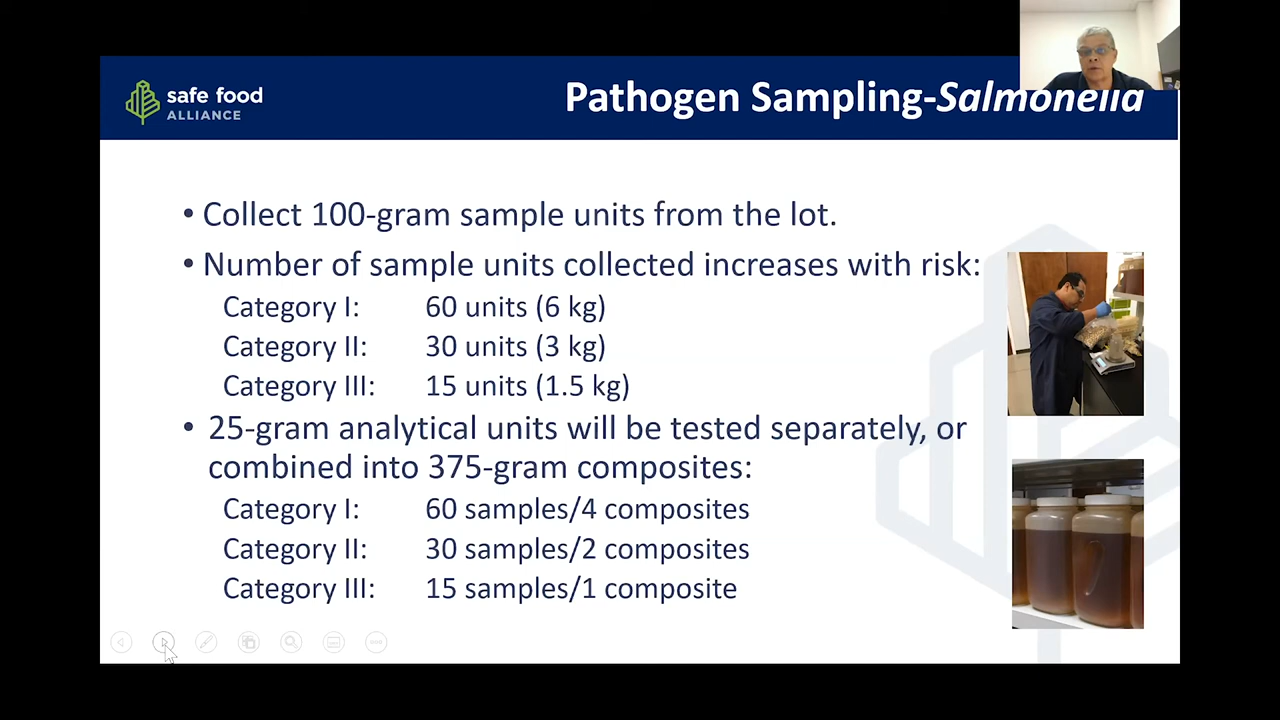 safe food
ALLIANCE
Pathogen Sampling-Salmonella
• Collect 100-gram sample units from the lot.
• Number of sample units collected increases with risk:
Category I: 60 units (6 kg)
Category II: 30 units (3 kg)
Category III: 15 units (1.5 kg)
• 25-gram analytical units will be tested separately, or
combined into 375-gram composites:
Category I: 60 samples/4 composites
Category II: 30 samples/2 composites
Category III: 15 samples/1 composite